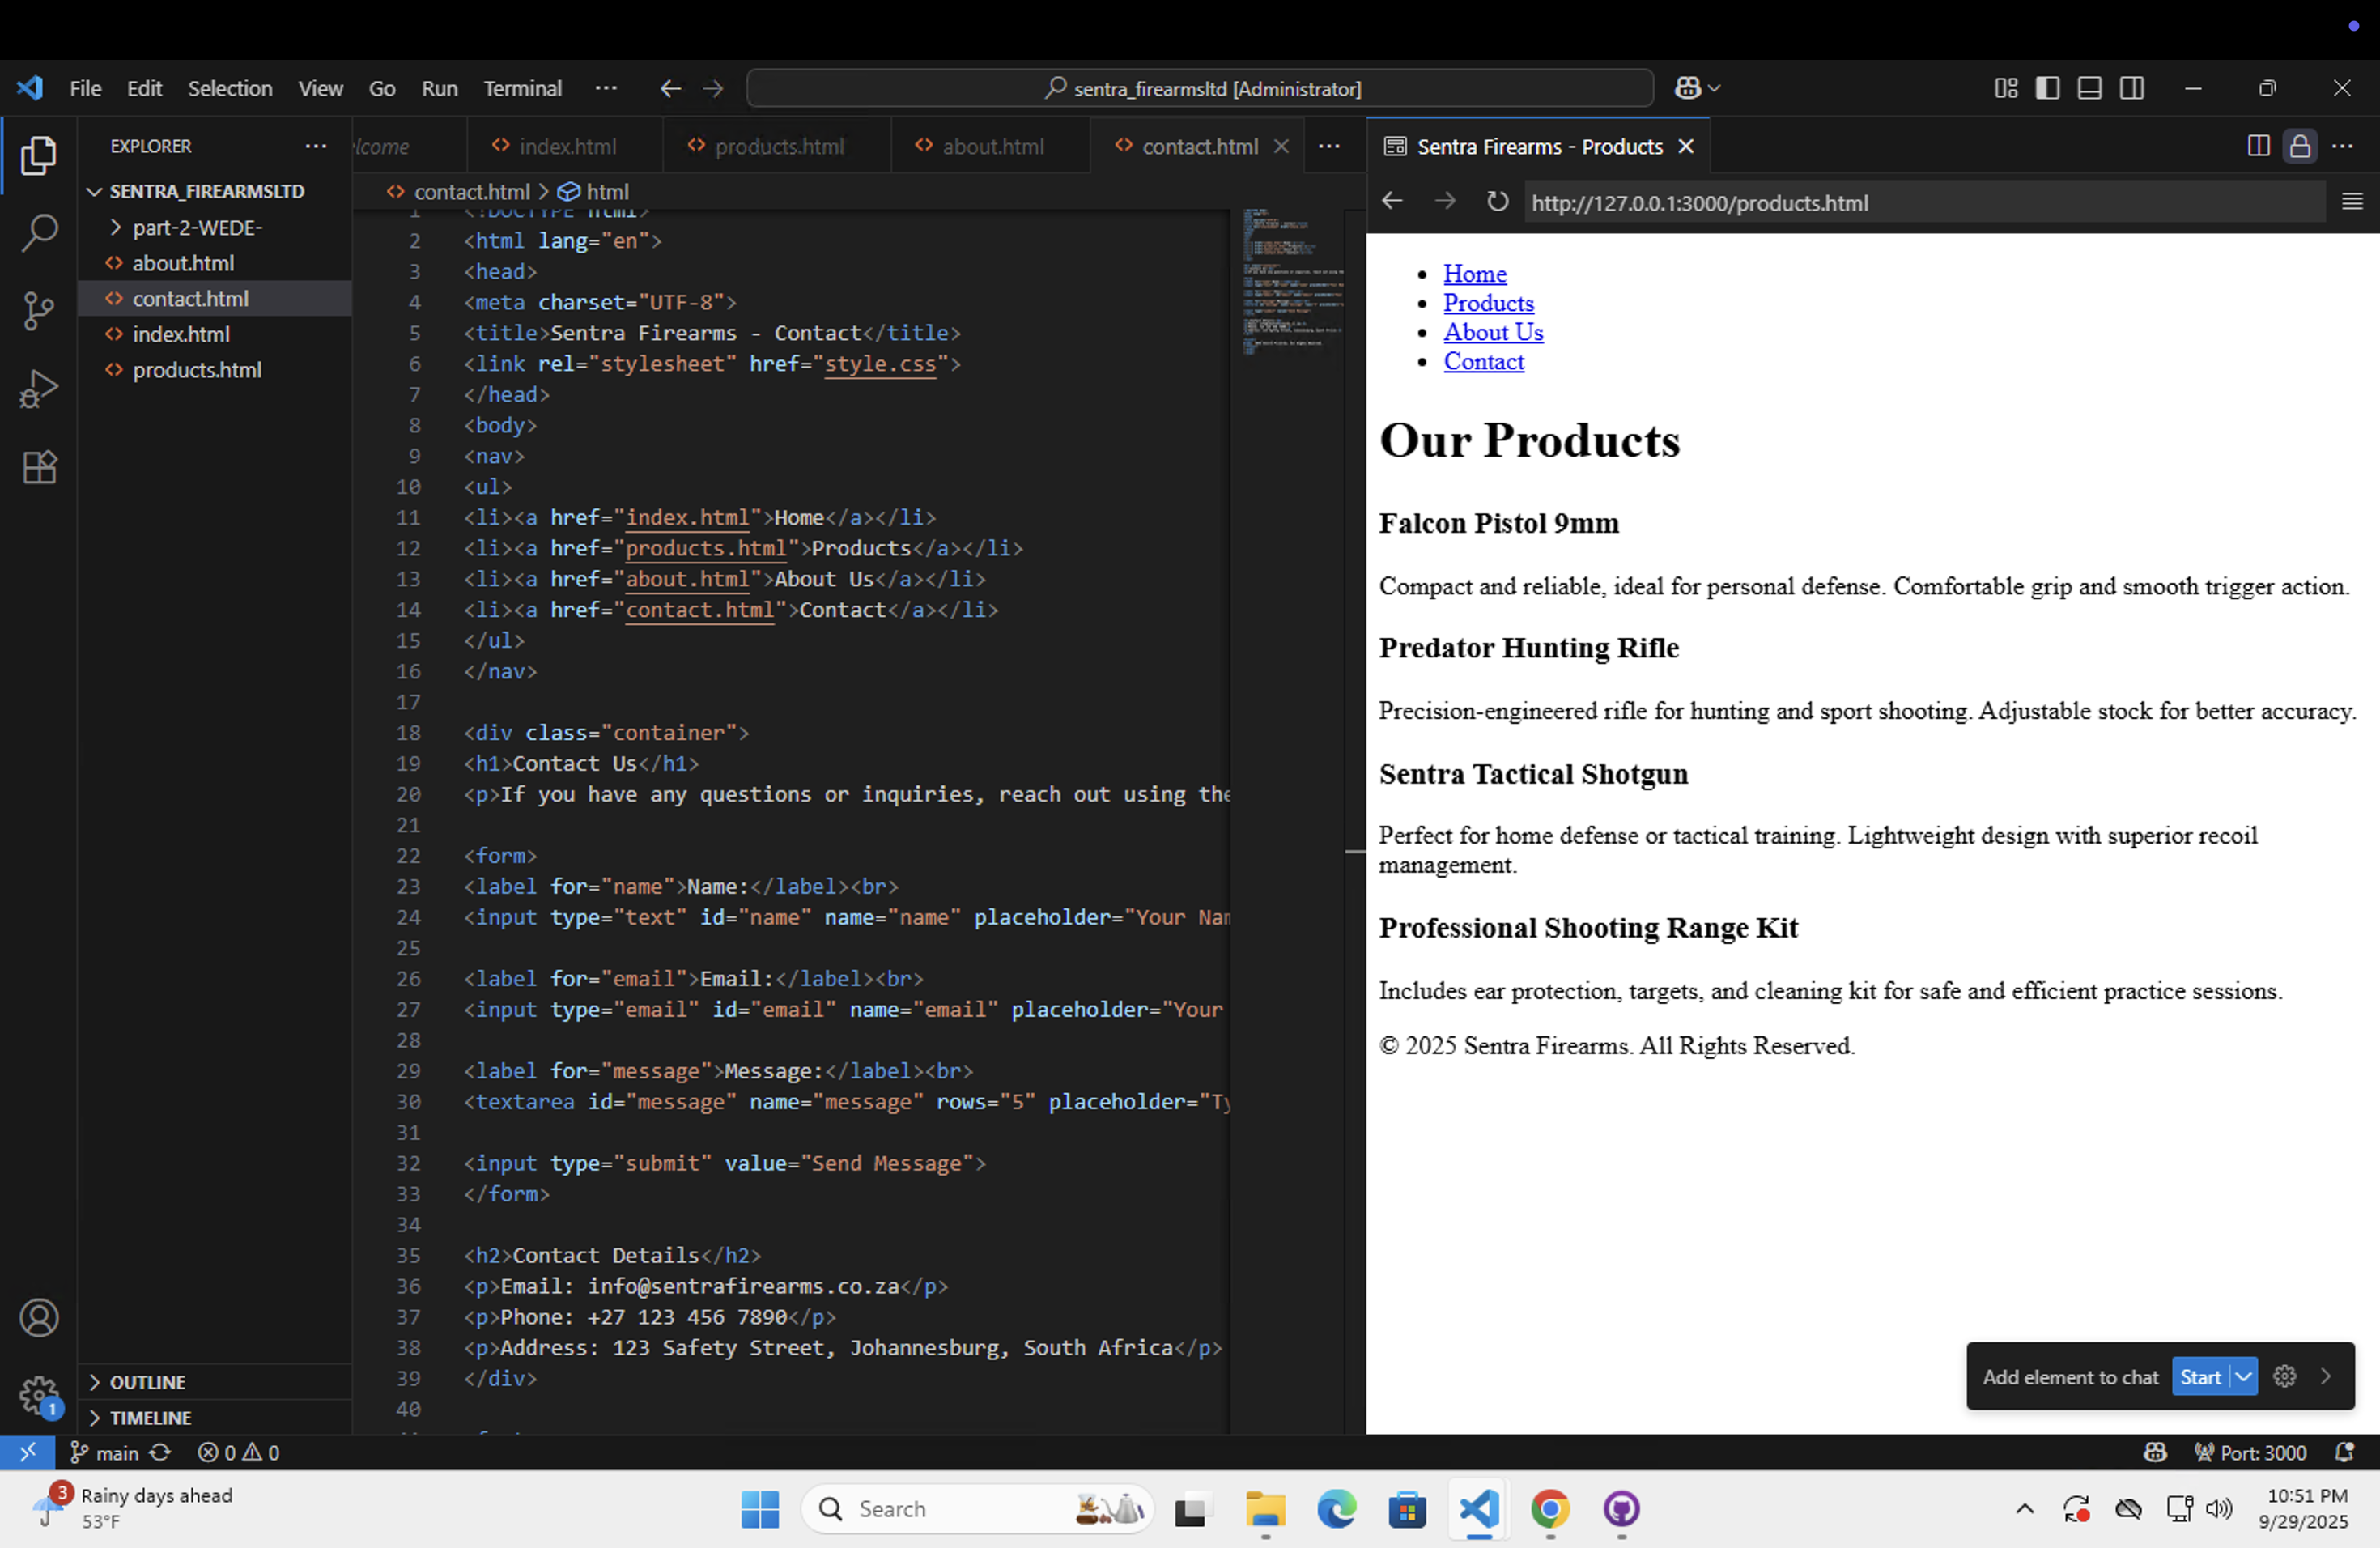 File Edit Selection View Go Run Terminal ··· sentra_firearmsltd [Administrator]
EXPLORER
SENTRA_FIREARMSLTD
part-2-WEDE-
about.html
contact.html
index.html
products.html
OUTLINE
TIMELINE
lcome index.html products.html about.html contact.html
contact.html > html
1 <!DOCTYPE html>
2 <html lang="en">
3 <head>
4 <meta charset="UTF-8">
5 <title>Sentra Firearms - Contact</title>
6 <link rel="stylesheet" href="style.css">
7 </head>
8 <body>
9 <nav>
10 <ul>
11 <li><a href="index.html">Home</a></li>
12 <li><a href="products.html">Products</a></li>
13 <li><a href="about.html">About Us</a></li>
14 <li><a href="contact.html">Contact</a></li>
15 </ul>
16 </nav>
17
18 <div class="container">
19 <h1>Contact Us</h1>
20 <p>If you have any questions or inquiries, reach out using the
21
22 <form>
23 <label for="name">Name:</label><br>
24 <input type="text" id="name" name="name" placeholder="Your Nam
25
26 <label for="email">Email:</label><br>
27 <input type="email" id="email" name="email" placeholder="Your
28
29 <label for="message">Message:</label><br>
30 <textarea id="message" name="message" rows="5" placeholder="Ty
31
32 <input type="submit" value="Send Message">
33 </form>
34
35 <h2>Contact Details</h2>
36 <p>Email: info@sentrafirearms.co.za</p>
37 <p>Phone: +27 123 456 7890</p>
38 <p>Address: 123 Safety Street, Johannesburg, South Africa</p>
39 </div>
40
Sentra Firearms - Products
http://127.0.0.1:3000/products.html
• Home
• Products
• About Us
• Contact
Our Products
Falcon Pistol 9mm
Compact and reliable, ideal for personal defense. Comfortable grip and smooth trigger action.
Predator Hunting Rifle
Precision-engineered rifle for hunting and sport shooting. Adjustable stock for better accuracy.
Sentra Tactical Shotgun
Perfect for home defense or tactical training. Lightweight design with superior recoil
management.
Professional Shooting Range Kit
Includes ear protection, targets, and cleaning kit for safe and efficient practice sessions.
© 2025 Sentra Firearms. All Rights Reserved.
Add element to chat Start
1
main 0 0 Port: 3000
3 Rainy days ahead
53°F
Search
10:51 PM
9/29/2025